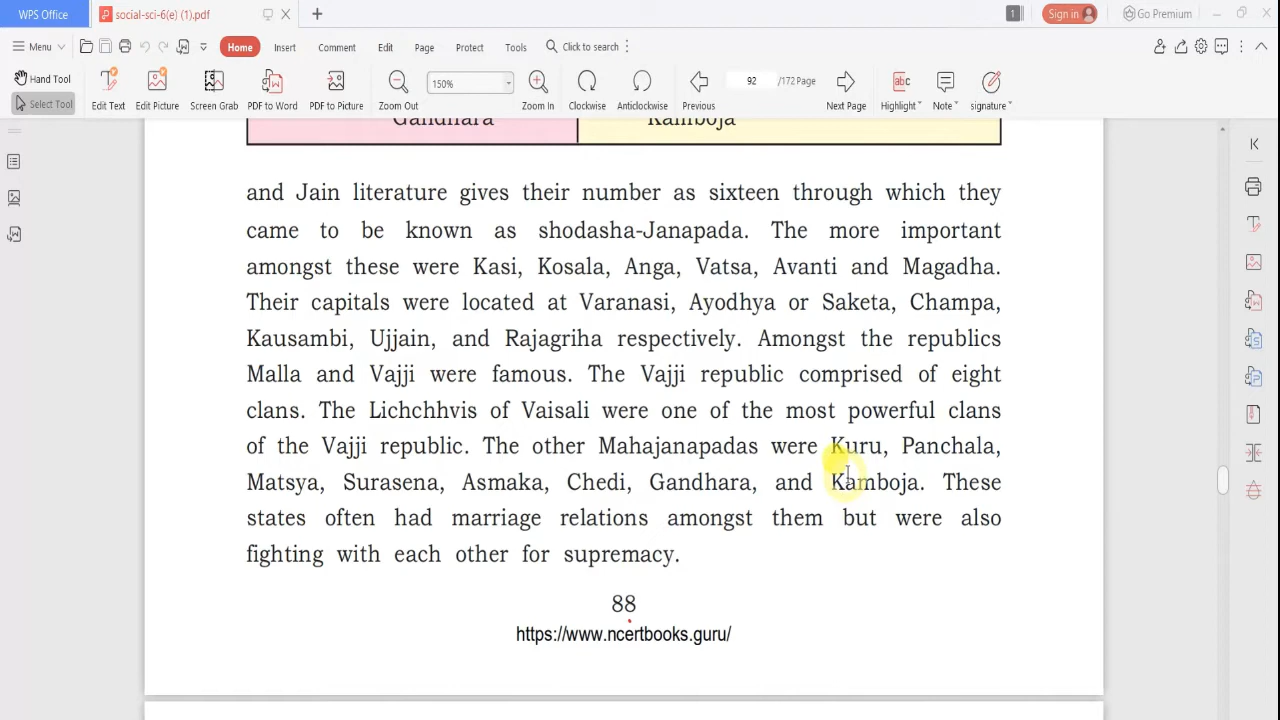 WPS Office
social-sci-6(e) (1).pdf
1
Sign in
Go Premium
Menu
Home
Insert
Comment
Edit
Page
Protect
Tools
Click to search
Hand Tool
Select Tool
Edit Text
Edit Picture
Screen Grab
PDF to Word
PDF to Picture
Zoom Out
150%
Zoom In
Clockwise
Anticlockwise
Previous
92
/172 Page
Next Page
Highlight
Note
signature
Gandhara Kamboja
and Jain literature gives their number as sixteen through which they
came to be known as shodasha-Janapada. The more important
amongst these were Kasi, Kosala, Anga, Vatsa, Avanti and Magadha.
Their capitals were located at Varanasi, Ayodhya or Saketa, Champa,
Kausambi, Ujjain, and Rajagriha respectively. Amongst the republics
Malla and Vajji were famous. The Vajji republic comprised of eight
clans. The Lichchhvis of Vaisali were one of the most powerful clans
of the Vajji republic. The other Mahajanapadas were Kuru, Panchala,
Matsya, Surasena, Asmaka, Chedi, Gandhara, and Kamboja. These
states often had marriage relations amongst them but were also
fighting with each other for supremacy.
88
https://www.ncertbooks.guru/